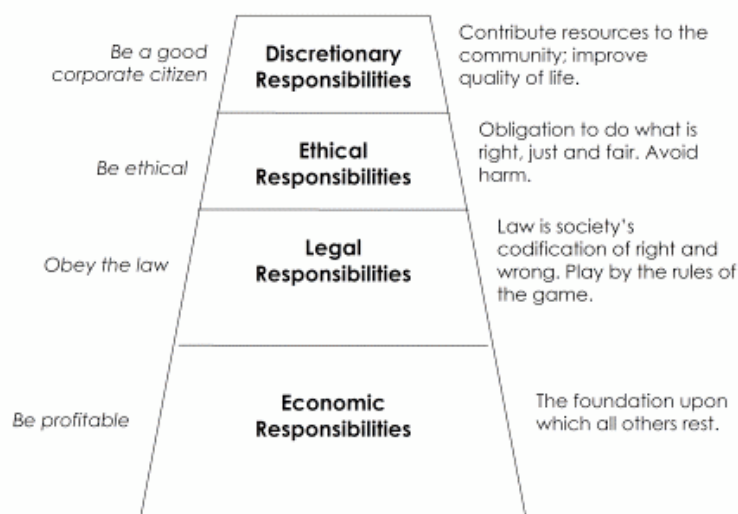 Be a good
corporate citizen
Discretionary
Responsibilities
Contribute resources to the
community; improve
quality of life.
Be ethical
Ethical
Responsibilities
Obligation to do what is
right, just and fair. Avoid
harm.
Obey the law
Legal
Responsibilities
Law is society's
codification of right and
wrong. Play by the rules of
the game.
Be profitable
Economic
Responsibilities
The foundation upon
which all others rest.